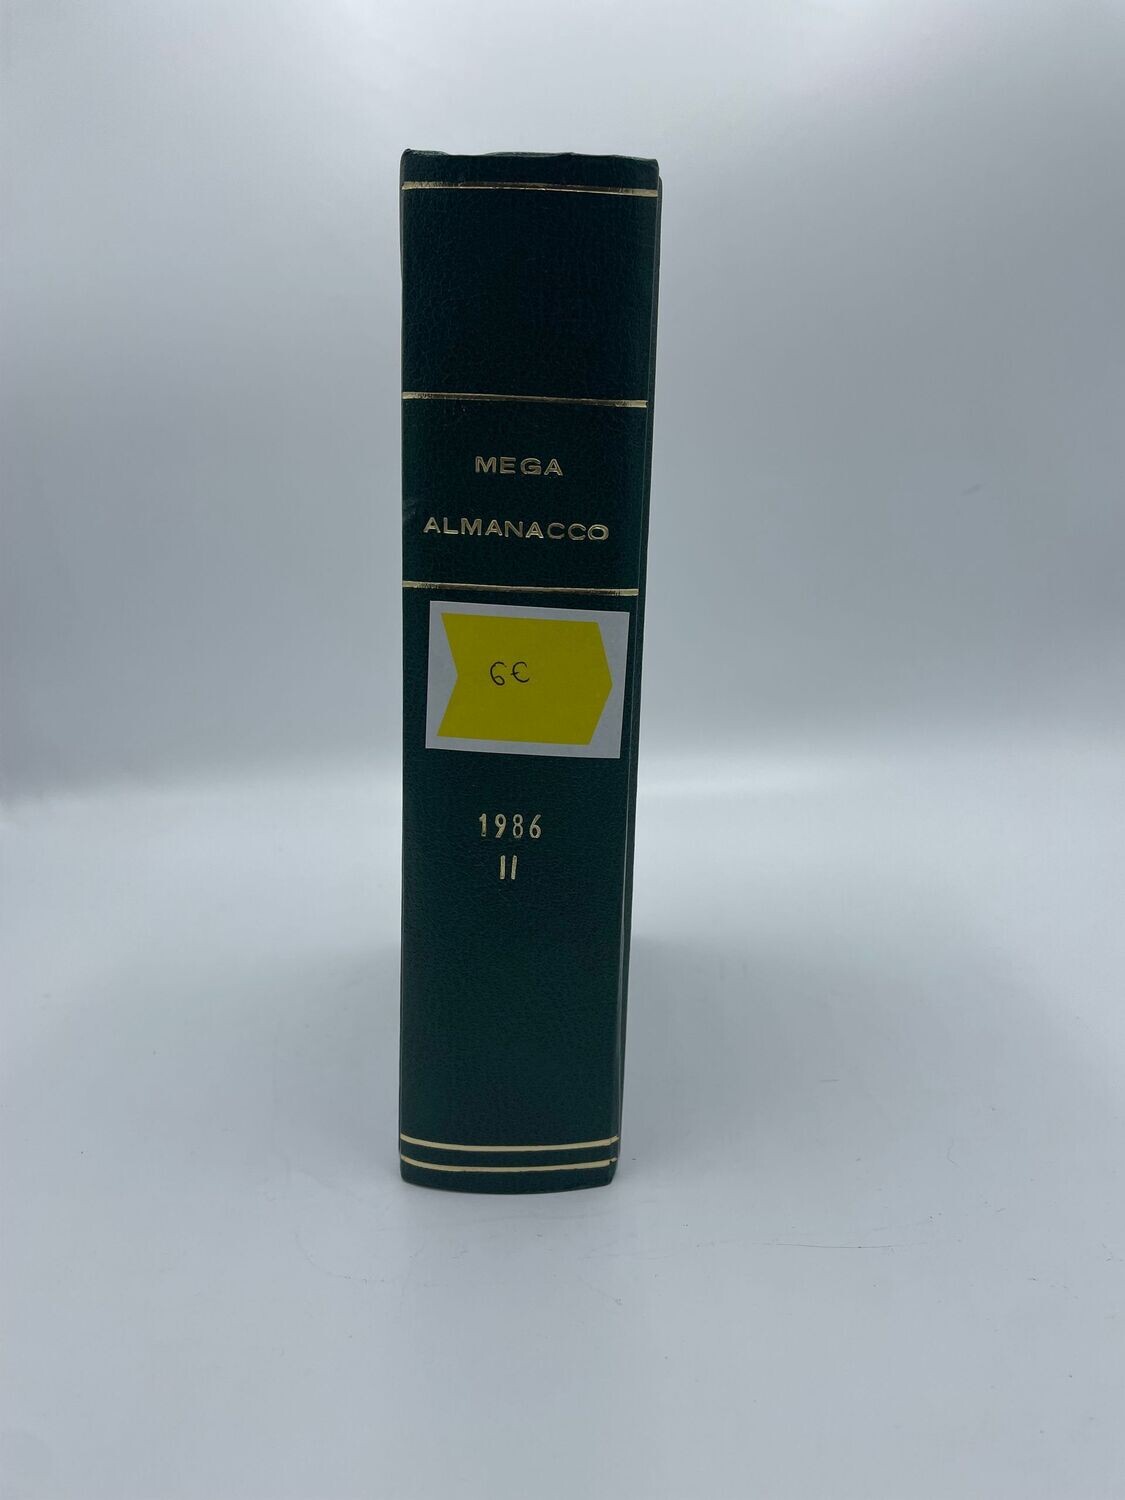 MEGA
ALMANACCO
6€
1986
II